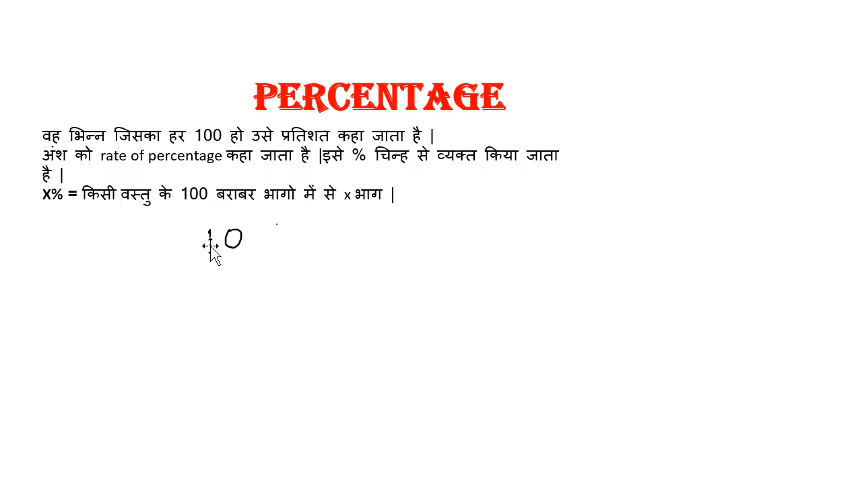 PERCENTAGE
वह भिन्न जिसका हर 100 हो उसे प्रतिशत कहा जाता है |
अंश को rate of percentage कहा जाता है |इसे % चिन्ह से व्यक्त किया जाता
है |
X% = किसी वस्तु के 100 बराबर भागो में से x भाग |
10